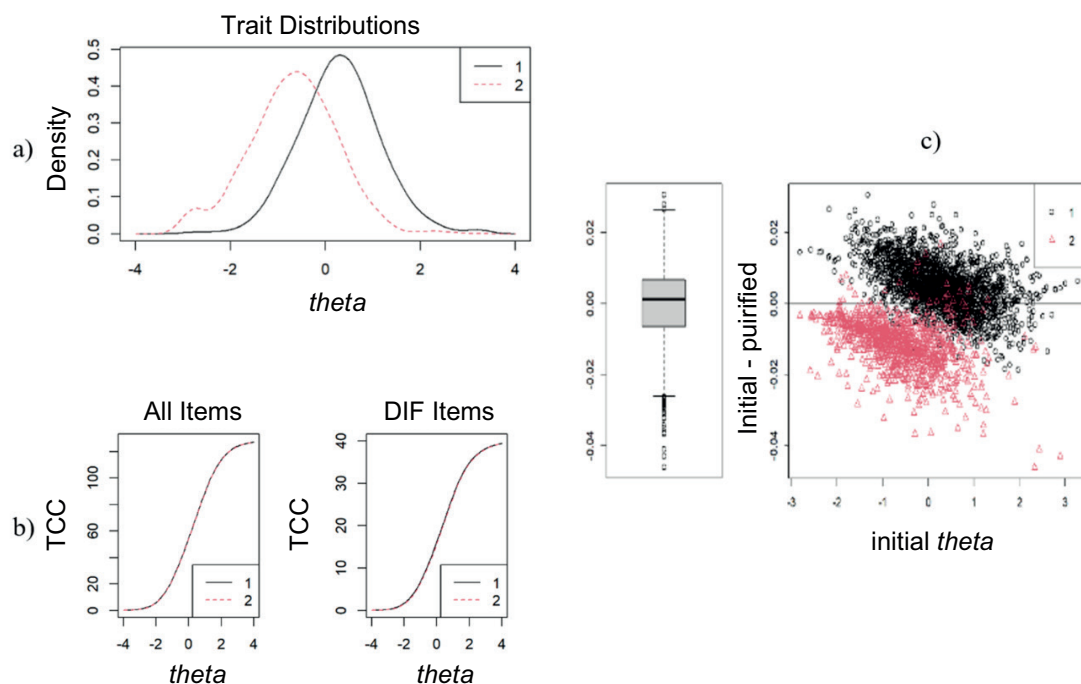 a)
Trait Distributions
Density
0.0 0.1 0.2 0.3 0.4 0.5
-4 -2 0 2 4
theta
1
2
b)
All Items
TCC
0 20 60 100
-4 -2 0 2 4
theta
1
2
DIF Items
TCC
0 10 20 30 40
-4 -2 0 2 4
theta
1
2
c)
-0.04 -0.02 0.00 0.02
Initial - puirified
-0.04 -0.02 0.00 0.02
-3 -2 -1 0 1 2 3
initial theta
1
2